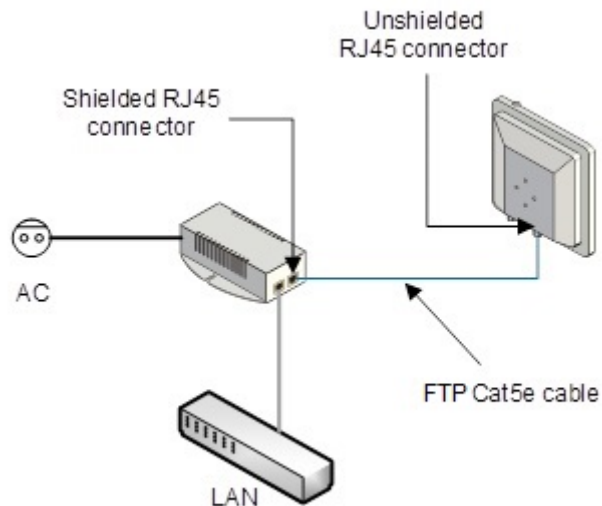 Unshielded
RJ45 connector
Shielded RJ45
connector
AC
FTP Cat5e cable
LAN